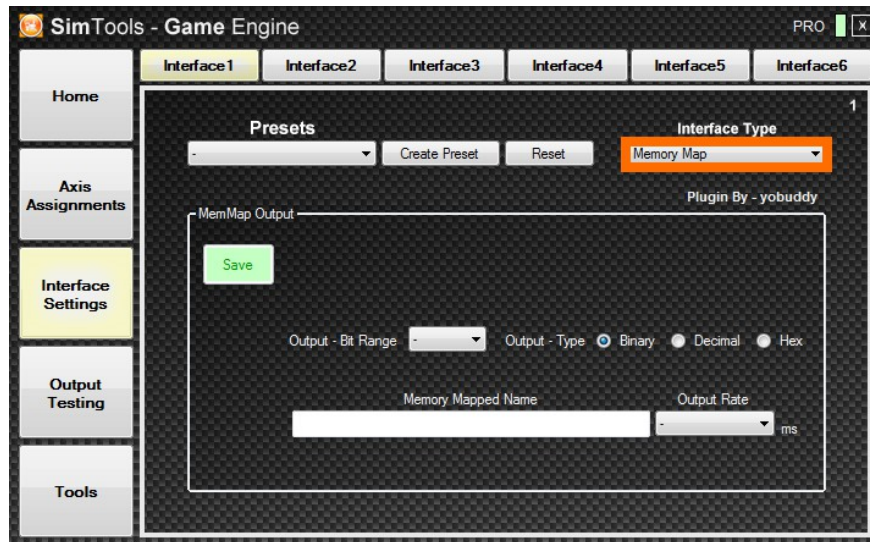 SimTools - Game Engine
PRO
X
Interface1 Interface2 Interface3 Interface4 Interface5 Interface6
Home
Axis
Assignments
Interface
Settings
Output
Testing
Tools
1
Presets
Interface Type
-
Create Preset
Reset
Memory Map
Plugin By - yobuddy
MemMap Output
Save
Output - Bit Range
-
Output - Type
Binary
Decimal
Hex
Memory Mapped Name
Output Rate
-
ms